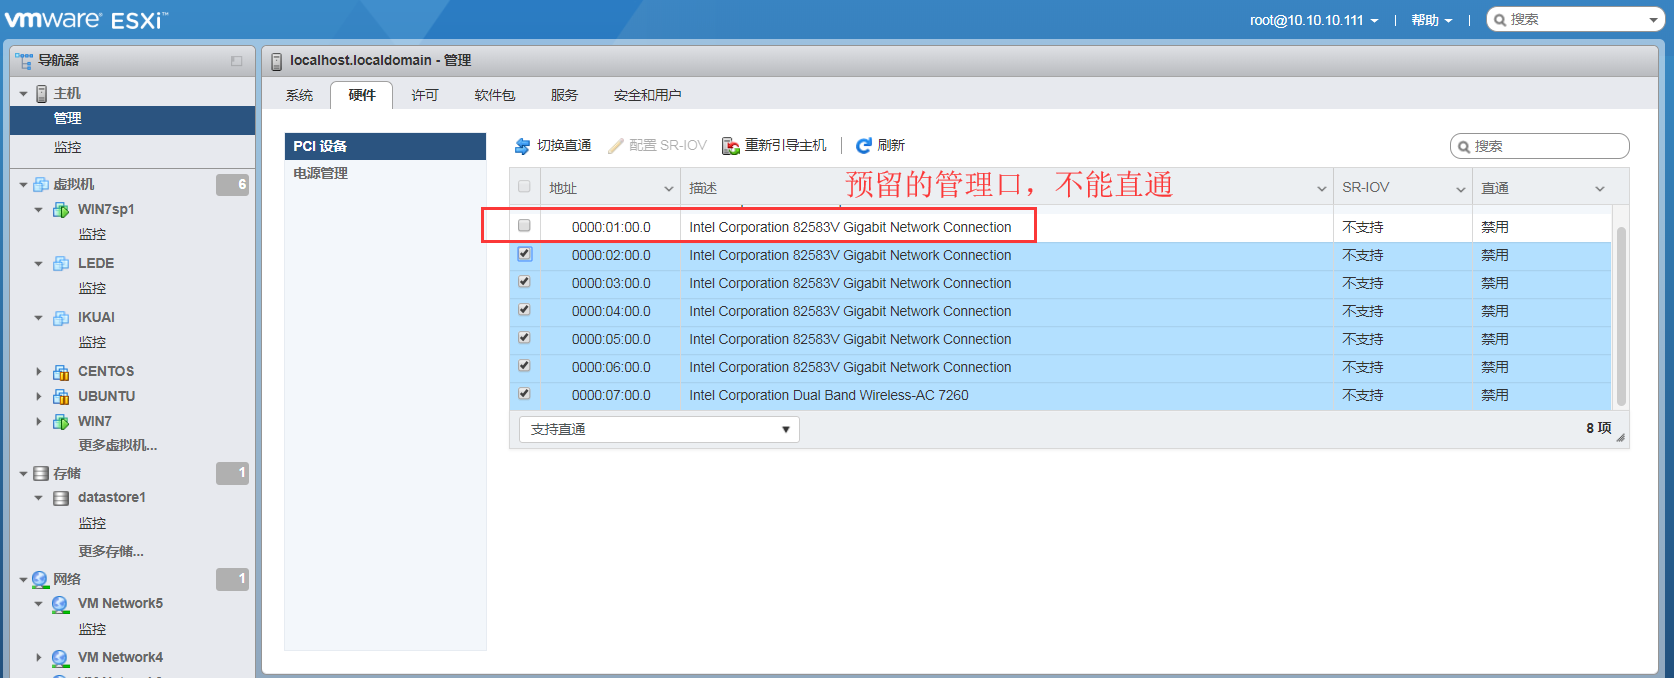 vmware ESXi™
root@10.10.10.111
帮助
搜索
导航器
主机
管理
监控
虚拟机
6
WIN7sp1
监控
LEDE
监控
IKUAI
监控
CENTOS
UBUNTU
WIN7
更多虚拟机...
存储
1
datastore1
监控
更多存储...
网络
1
VM Network5
监控
VM Network4
localhost.localdomain - 管理
系统 硬件 许可 软件包 服务 安全和用户
PCI 设备
电源管理
切换直通 配置 SR-IOV 重新引导主机 刷新 搜索
预留的管理口，不能直通
地址 描述 SR-IOV 直通
0000:01:00.0 Intel Corporation 82583V Gigabit Network Connection 不支持 禁用
0000:02:00.0 Intel Corporation 82583V Gigabit Network Connection 不支持 禁用
0000:03:00.0 Intel Corporation 82583V Gigabit Network Connection 不支持 禁用
0000:04:00.0 Intel Corporation 82583V Gigabit Network Connection 不支持 禁用
0000:05:00.0 Intel Corporation 82583V Gigabit Network Connection 不支持 禁用
0000:06:00.0 Intel Corporation 82583V Gigabit Network Connection 不支持 禁用
0000:07:00.0 Intel Corporation Dual Band Wireless-AC 7260 不支持 禁用
支持直通
8 项